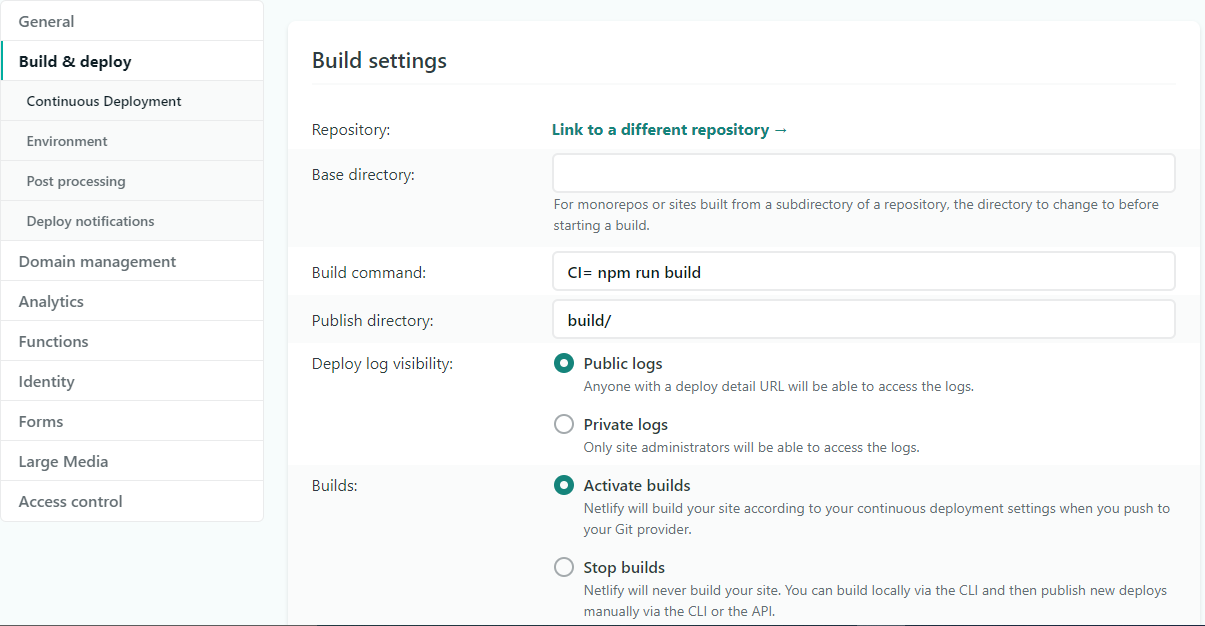 General
Build & deploy
Continuous Deployment
Environment
Post processing
Deploy notifications
Domain management
Analytics
Functions
Identity
Forms
Large Media
Access control
Build settings
Repository: Link to a different repository →
Base directory:
For monorepos or sites built from a subdirectory of a repository, the directory to change to before
starting a build.
Build command: CI= npm run build
Publish directory: build/
Deploy log visibility: Public logs
Anyone with a deploy detail URL will be able to access the logs.
Private logs
Only site administrators will be able to access the logs.
Builds: Activate builds
Netlify will build your site according to your continuous deployment settings when you push to
your Git provider.
Stop builds
Netlify will never build your site. You can build locally via the CLI and then publish new deploys
manually via the CLI or the API.